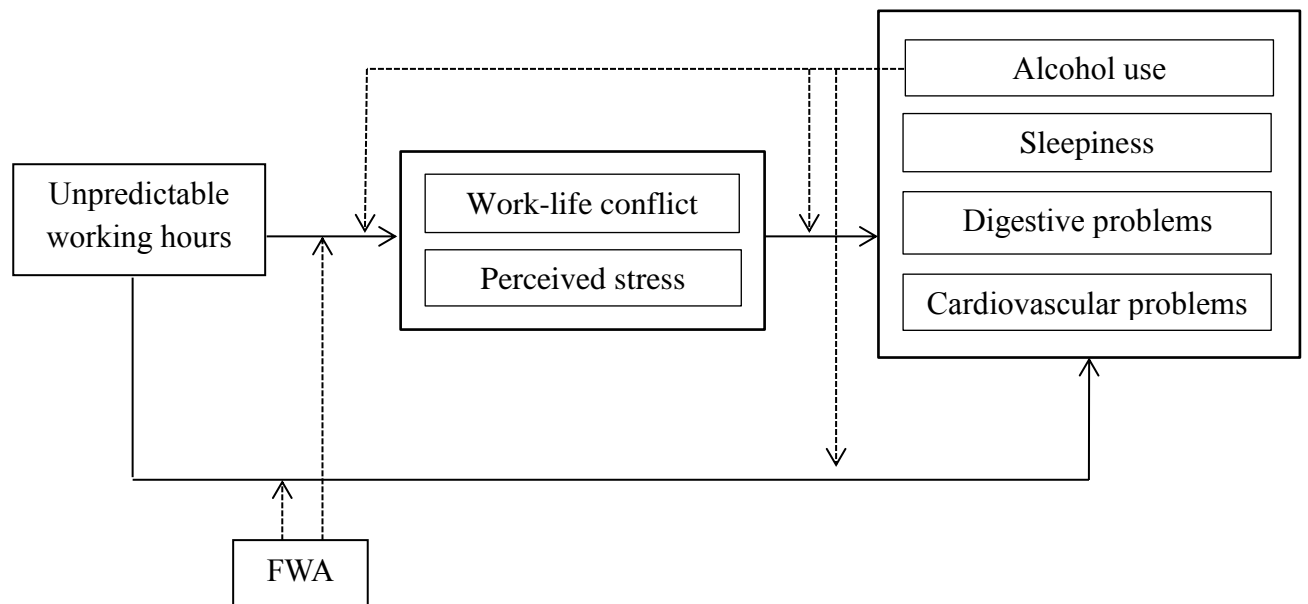 Alcohol use
Sleepiness
Unpredictable
working hours
Work-life conflict
Digestive problems
Perceived stress
Cardiovascular problems
FWA